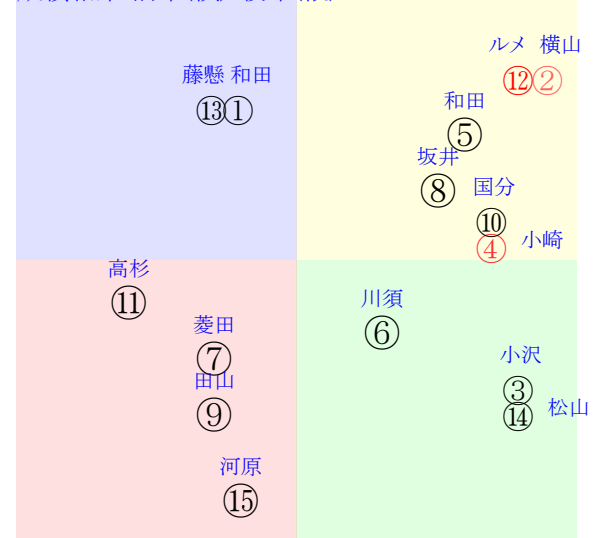 ルメ 横山
⑫②
藤懸 和田
⑬①
和田
⑤
坂井
⑧
国分
⑩
小崎
④
高杉
⑪
川須
⑥
菱田
⑦
小沢
③
田山
⑨
松山
⑭
河原
⑮